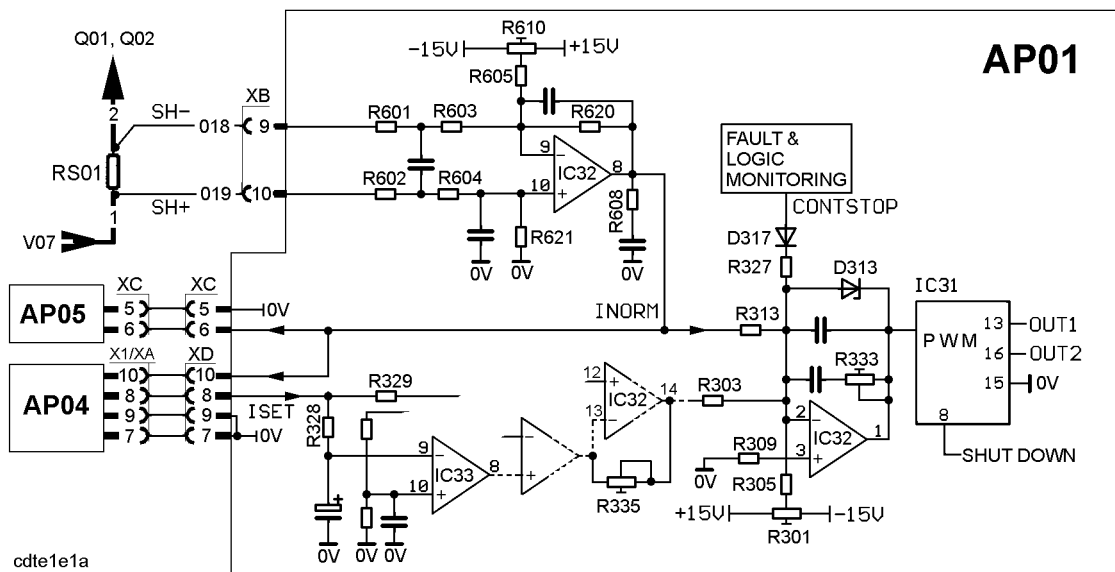 Q01, Q02
R610
-15V
+15V
AP01
R605
2
SH-
018
XB
9
R601
R603
R620
RS01
9
8
IC32
10
FAULT &
LOGIC
MONITORING
SH+
019
10
R602
R604
R608
CONTSTOP
1
R621
D317
V07
0V
0V
0V
R327
D313
XC
XC
IC31
AP05
5
5
0V
6
6
INORM
R313
13
OUT1
PWM
X1/XA
XD
16
OUT2
10
10
R329
12
R333
15
0V
AP04
8
8
IC32
14
R303
9
9
ISET
13
8
7
7
0V
R328
2
9
IC32
1
SHUT DOWN
8
R309
3
IC33
10
0V
R305
R335
+
+15V
-15V
R301
0V
0V
0V
cdte1e1a